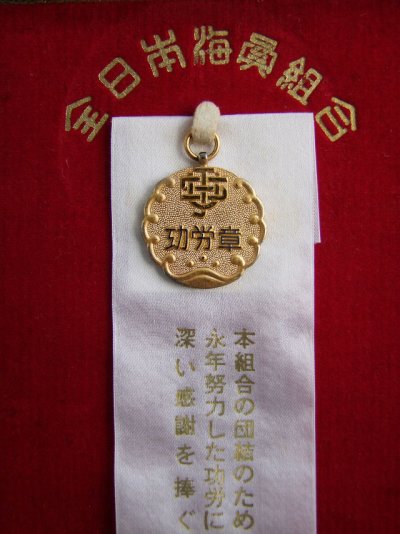 全日本海員組合
功労章
本組合の団結のため
永年努力した功労に
深い感謝を捧ぐ